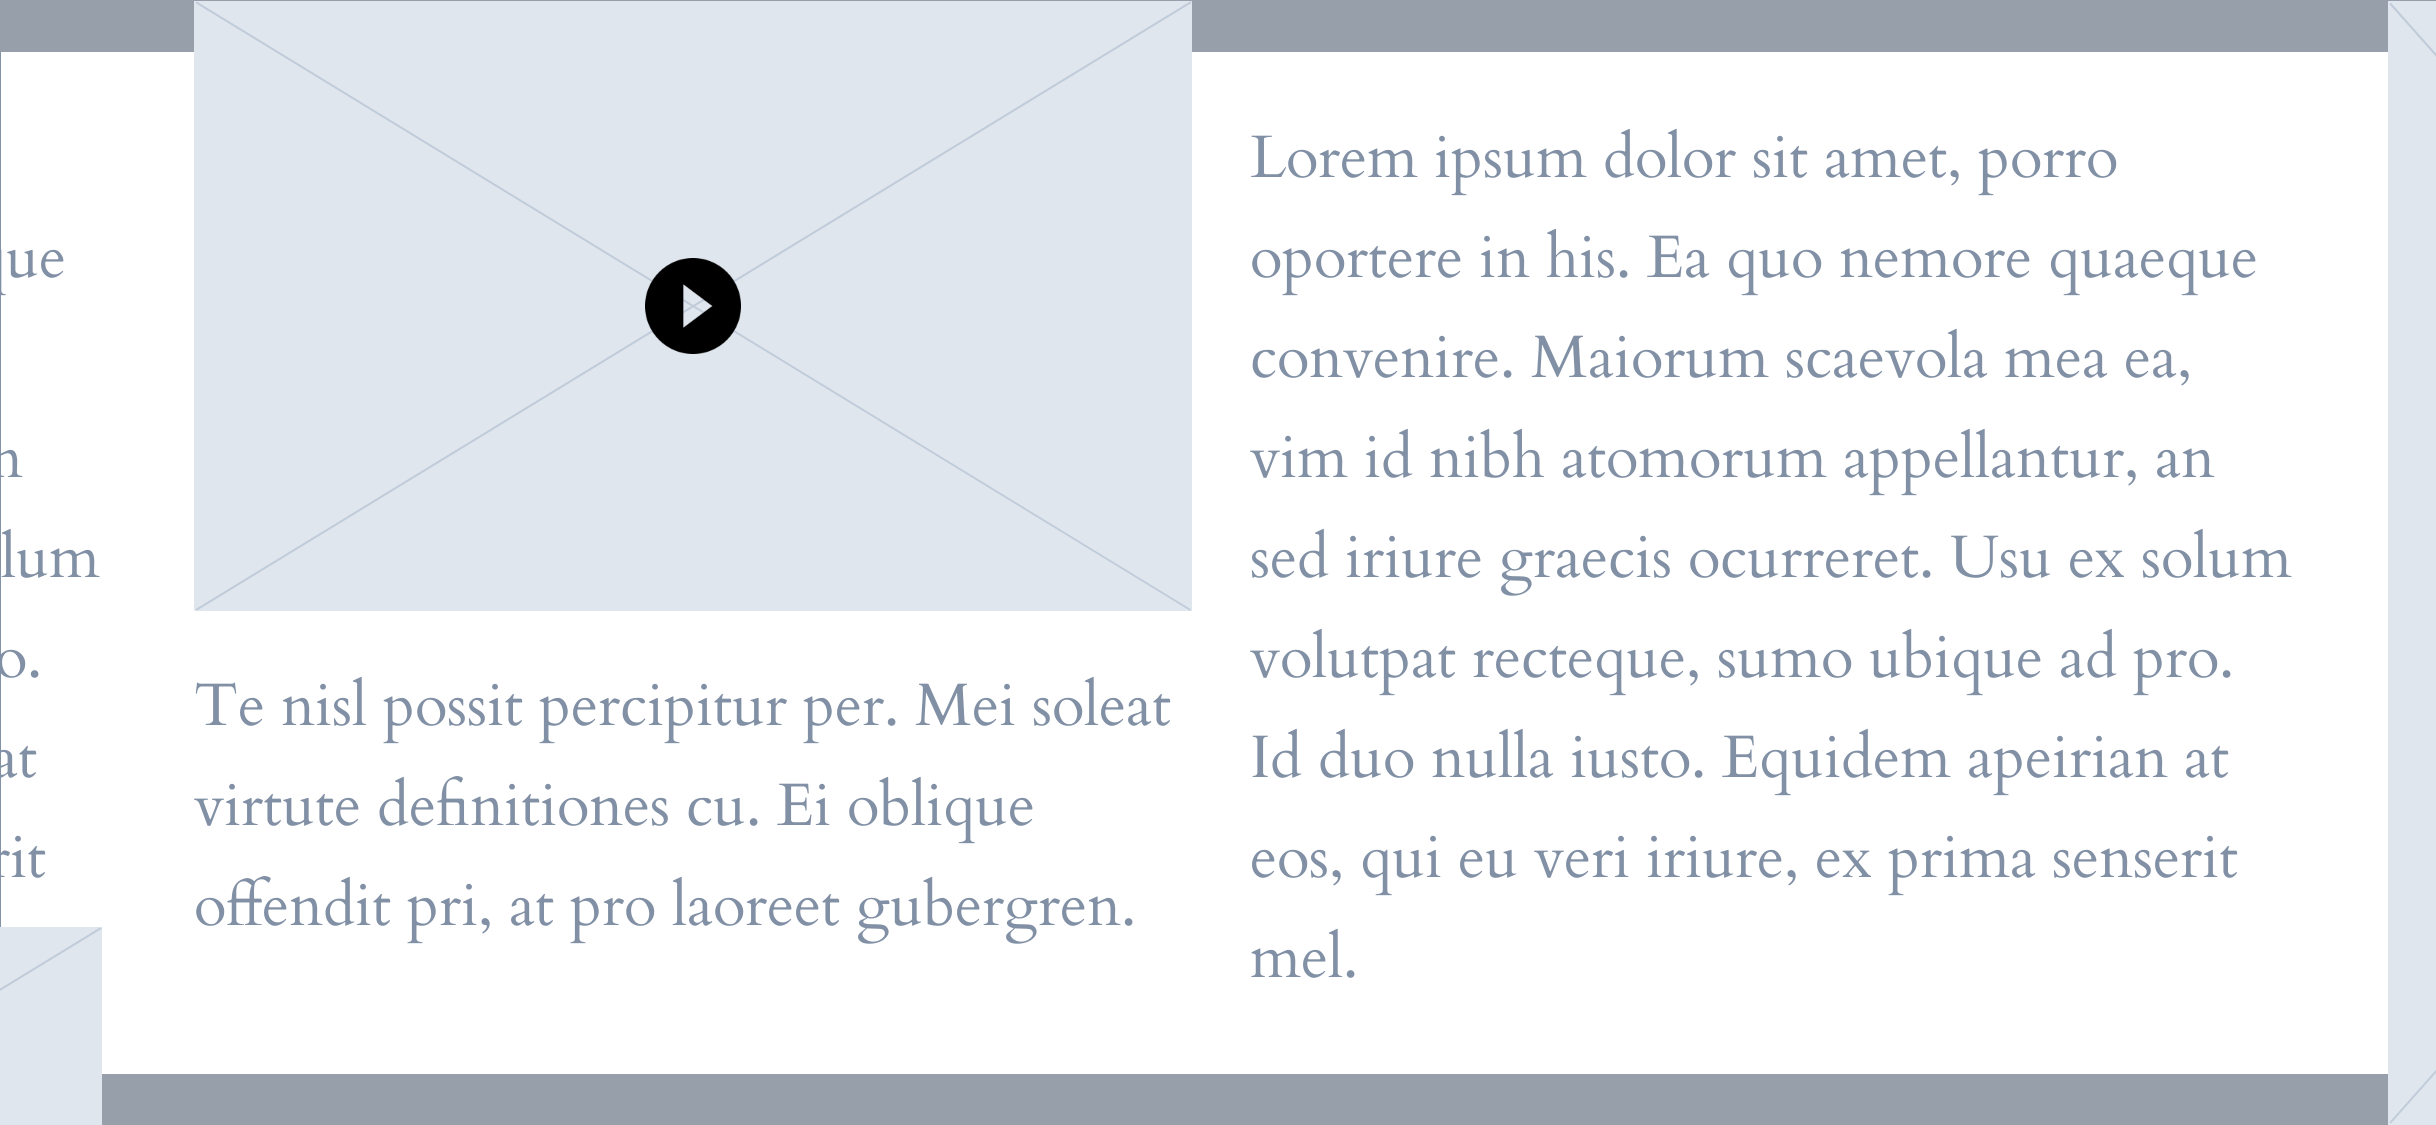 que
lum
o.
at
rit
Te nisl possit percipitur per. Mei soleat
virtute definitiones cu. Ei oblique
offendit pri, at pro laoreet gubergren.
Lorem ipsum dolor sit amet, porro
oportere in his. Ea quo nemore quaeque
convenire. Maiorum scaevola mea ea,
vim id nibh atomorum appellantur, an
sed iriure graecis ocurreret. Usu ex solum
volutpat recteque, sumo ubique ad pro.
Id duo nulla iusto. Equidem apeirian at
eos, qui eu veri iriure, ex prima senserit
mel.